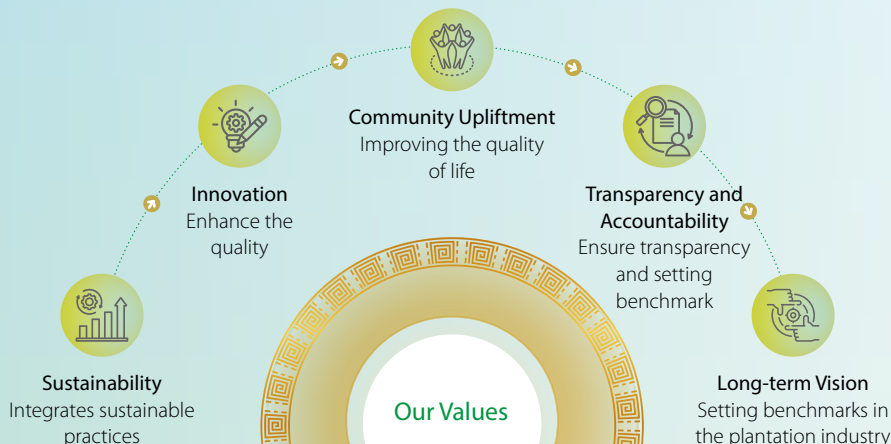 Community Upliftment
Improving the quality
of life
Innovation
Enhance the
quality
Transparency and
Accountability
Ensure transparency
and setting
benchmark
Sustainability
Integrates sustainable
practices
Our Values
Long-term Vision
Setting benchmarks in
the plantation industry